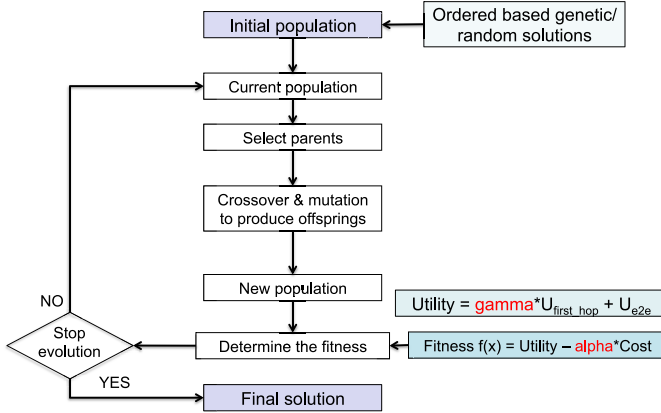 Initial population
Ordered based genetic/
random solutions
Current population
Select parents
Crossover & mutation
to produce offsprings
New population
NO
Utility = gamma*U_first_hop + U_e2e
Stop
evolution
Determine the fitness
Fitness f(x) = Utility – alpha*Cost
YES
Final solution